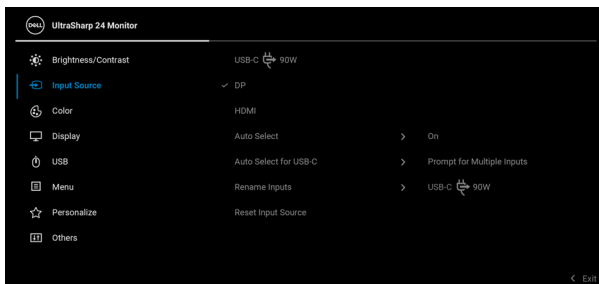 DELL UltraSharp 24 Monitor
Brightness/Contrast USB-C 90W
Input Source DP
Color HDMI
Display Auto Select > On
USB Auto Select for USB-C > Prompt for Multiple Inputs
Menu Rename Inputs > USB-C 90W
Personalize Reset Input Source
Others
< Exit